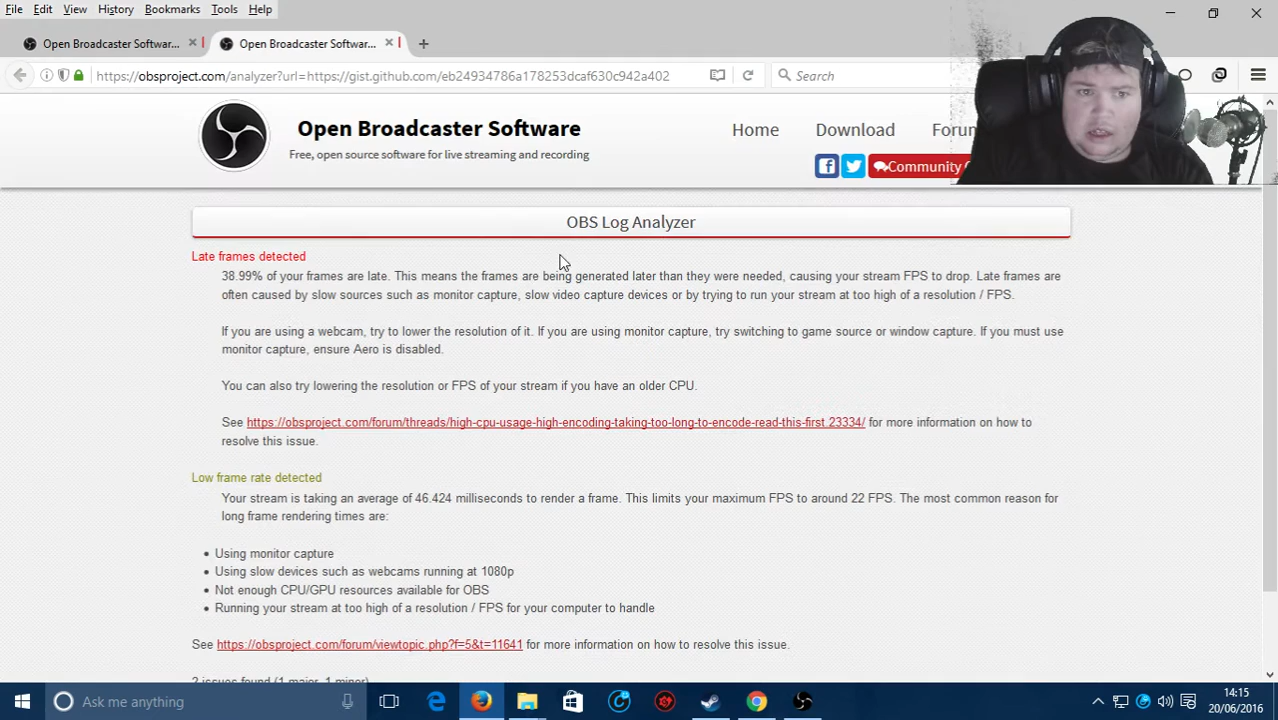 File Edit View History Bookmarks Tools Help
Open Broadcaster Softwar... Open Broadcaster Softwar...
https://obsproject.com/analyzer?url=https://gist.github.com/eb24934786a178253dcaf630c942a402 Search
Open Broadcaster Software
Free, open source software for live streaming and recording
Home Download
Community
OBS Log Analyzer
Late frames detected
38.99% of your frames are late. This means the frames are being generated later than they were needed, causing your stream FPS to drop. Late frames are
often caused by slow sources such as monitor capture, slow video capture devices or by trying to run your stream at too high of a resolution / FPS.
If you are using a webcam, try to lower the resolution of it. If you are using monitor capture, try switching to game source or window capture. If you must use
monitor capture, ensure Aero is disabled.
You can also try lowering the resolution or FPS of your stream if you have an older CPU.
See https://obsproject.com/forum/threads/high-cpu-usage-high-encoding-taking-too-long-to-encode-read-this-first.23334/ for more information on how to
resolve this issue.
Low frame rate detected
Your stream is taking an average of 46.424 milliseconds to render a frame. This limits your maximum FPS to around 22 FPS. The most common reason for
long frame rendering times are:
• Using monitor capture
• Using slow devices such as webcams running at 1080p
• Not enough CPU/GPU resources available for OBS
• Running your stream at too high of a resolution / FPS for your computer to handle
See https://obsproject.com/forum/viewtopic.php?f=5&t=11641 for more information on how to resolve this issue.
2 issues found (1 major, 1 minor)
Ask me anything
14:15
20/06/2016